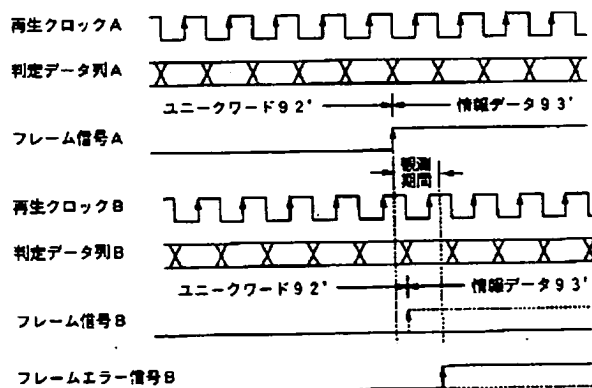 再生クロックA
判定データ列A
ユニークワード92' 情報データ93'
フレーム信号A
観測
期間
再生クロックB
判定データ列B
ユニークワード92' 情報データ93'
フレーム信号B
フレームエラー信号B